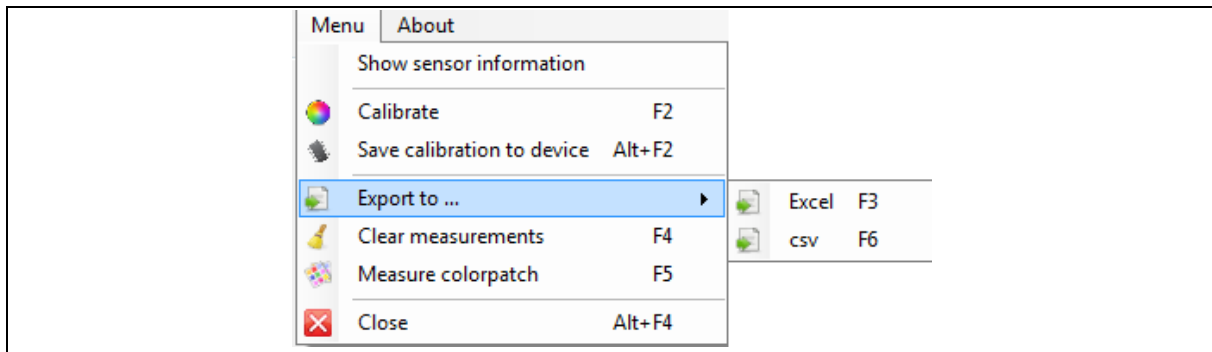 Menu About
Show sensor information
Calibrate F2
Save calibration to device Alt+F2
Export to ...
Excel F3
csv F6
Clear measurements F4
Measure colorpatch F5
Close Alt+F4